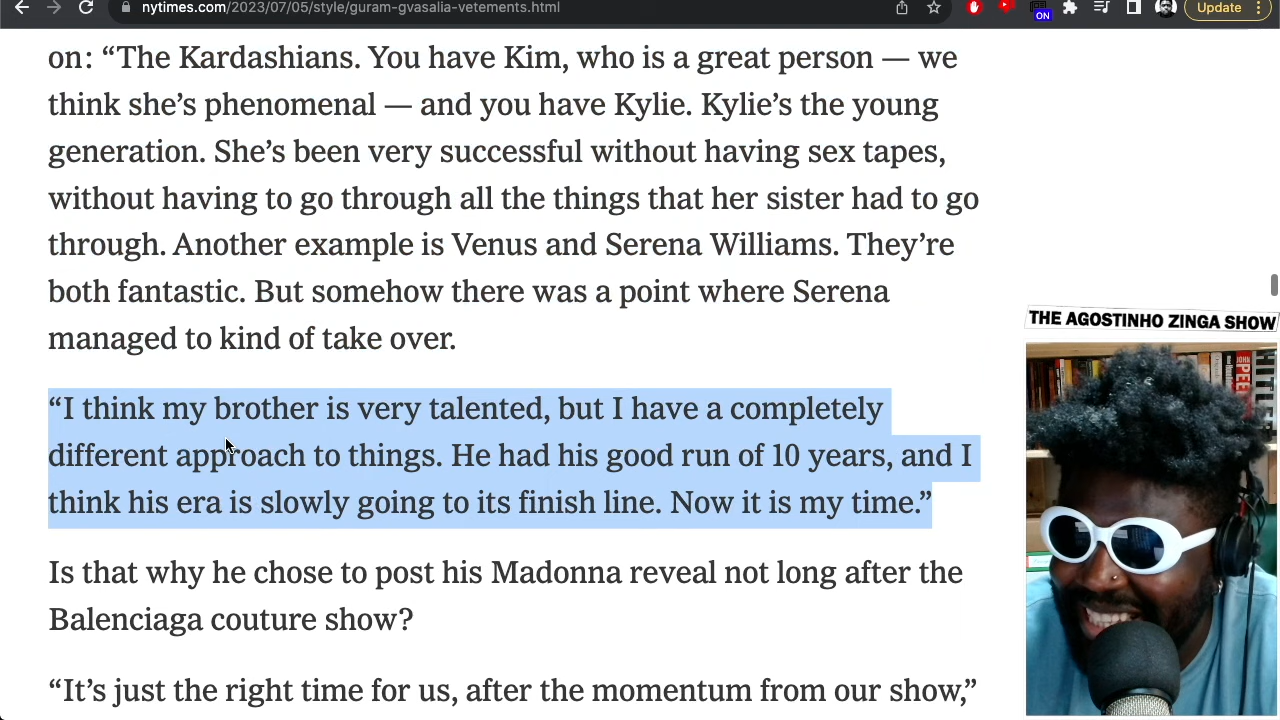 nytimes.com/2023/07/05/style/guram-gvasalia-vetements.html
ON
Update
on: “The Kardashians. You have Kim, who is a great person — we
think she’s phenomenal — and you have Kylie. Kylie’s the young
generation. She’s been very successful without having sex tapes,
without having to go through all the things that her sister had to go
through. Another example is Venus and Serena Williams. They’re
both fantastic. But somehow there was a point where Serena
managed to kind of take over.
“I think my brother is very talented, but I have a completely
different approach to things. He had his good run of 10 years, and I
think his era is slowly going to its finish line. Now it is my time.”
Is that why he chose to post his Madonna reveal not long after the
Balenciaga couture show?
“It’s just the right time for us, after the momentum from our show,”
THE AGOSTINHO ZINGA SHOW